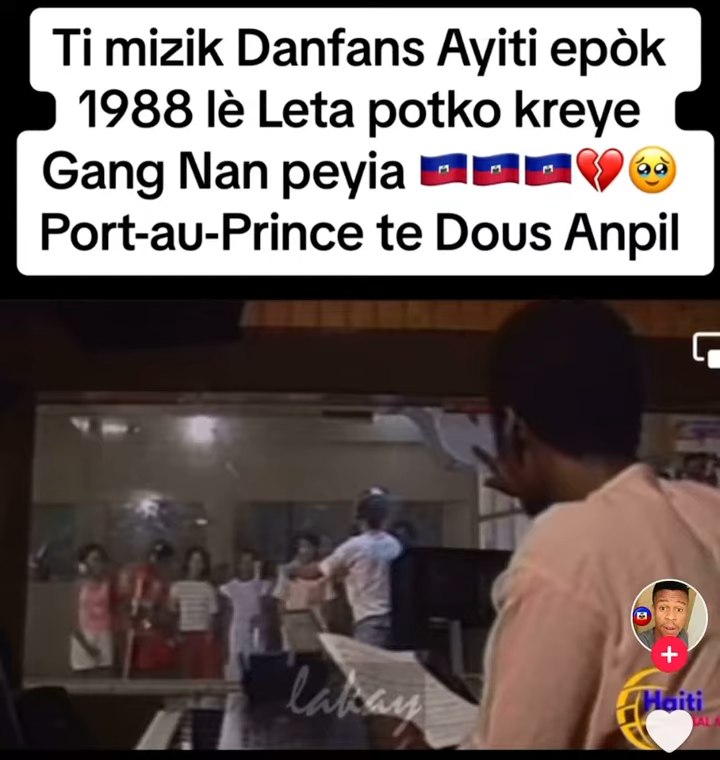 Ti mizik Danfans Ayiti epòk
1988 lè Leta potko kreye
Gang Nan peyia 🇭🇹🇭🇹🇭🇹💔🥹
Port-au-Prince te Dous Anpil
lakay
Haiti